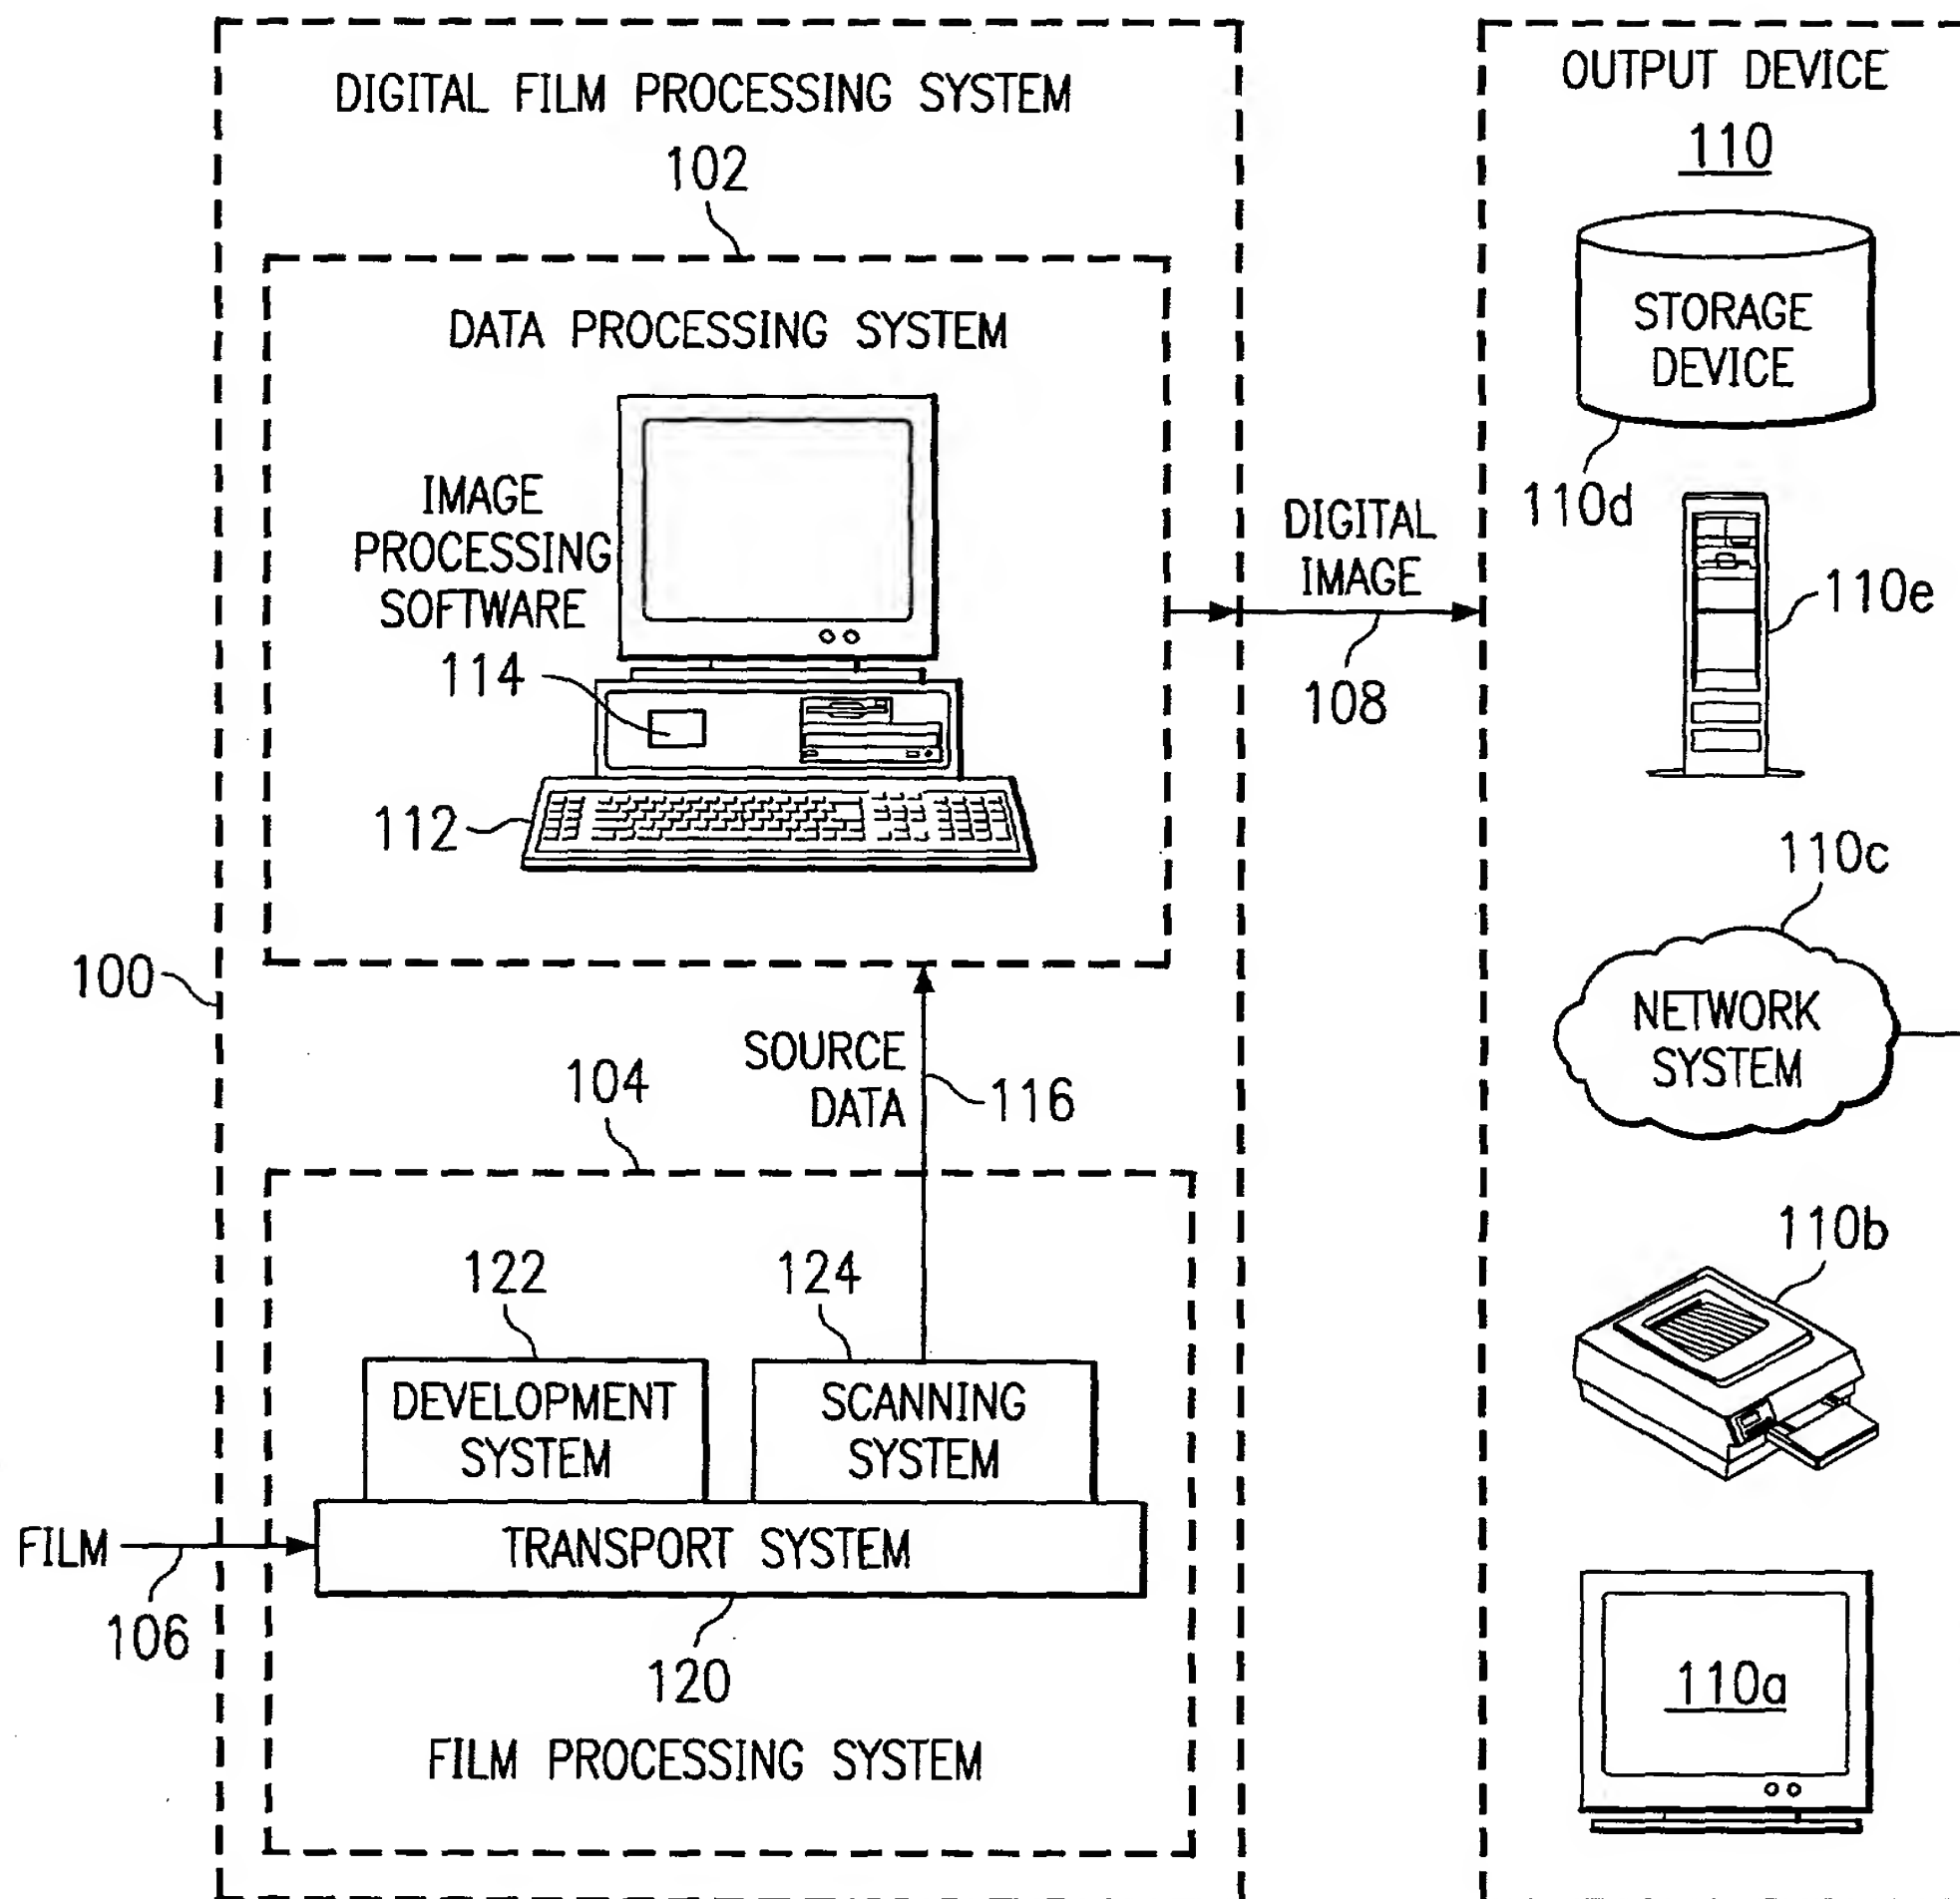 DIGITAL FILM PROCESSING SYSTEM
102
DATA PROCESSING SYSTEM
IMAGE
PROCESSING
SOFTWARE
114
112
100
SOURCE
DATA
116
104
122
124
DEVELOPMENT
SYSTEM
SCANNING
SYSTEM
FILM
106
TRANSPORT SYSTEM
120
FILM PROCESSING SYSTEM
DIGITAL
IMAGE
108
OUTPUT DEVICE
110
STORAGE
DEVICE
110d
110e
110c
NETWORK
SYSTEM
110b
110a